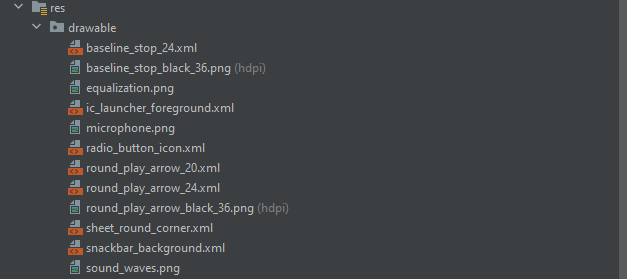 res
drawable
baseline_stop_24.xml
baseline_stop_black_36.png (hdpi)
equalization.png
ic_launcher_foreground.xml
microphone.png
radio_button_icon.xml
round_play_arrow_20.xml
round_play_arrow_24.xml
round_play_arrow_black_36.png (hdpi)
sheet_round_corner.xml
snackbar_background.xml
sound_waves.png